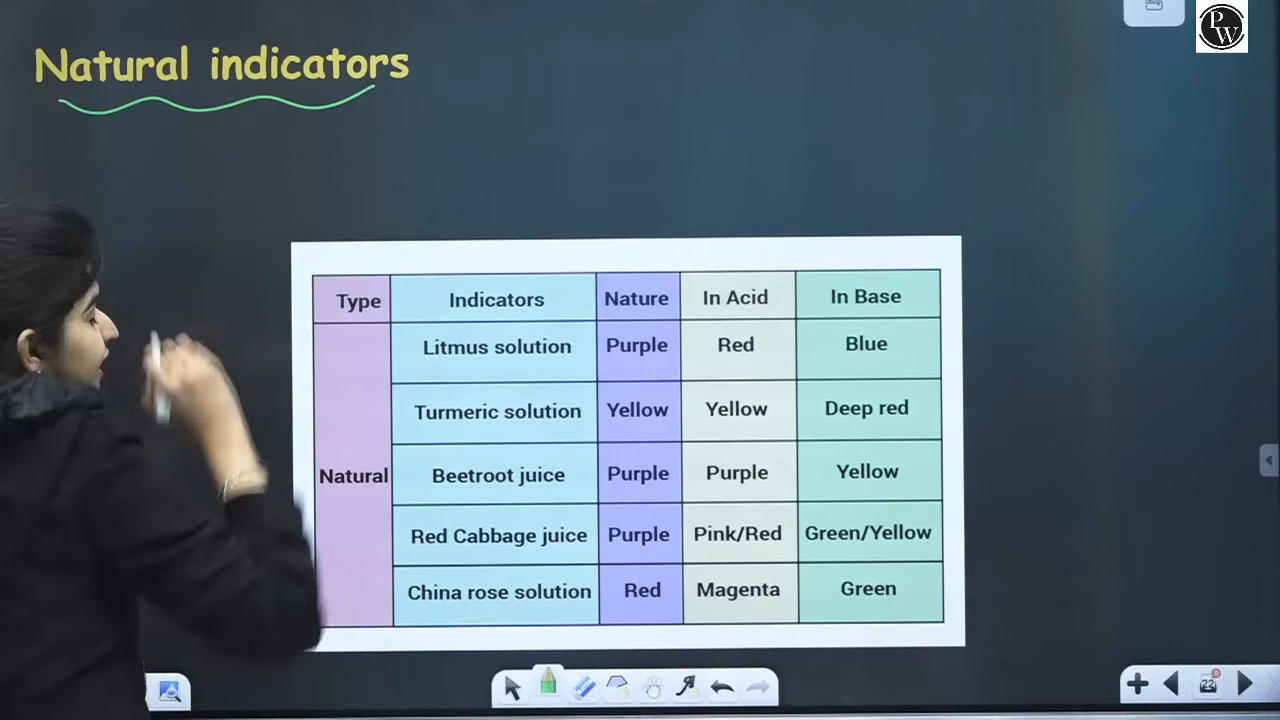 Natural indicators
PW
Type Indicators Nature In Acid In Base
Natural
Litmus solution Purple Red Blue
Turmeric solution Yellow Yellow Deep red
Beetroot juice Purple Purple Yellow
Red Cabbage juice Purple Pink/Red Green/Yellow
China rose solution Red Magenta Green
23